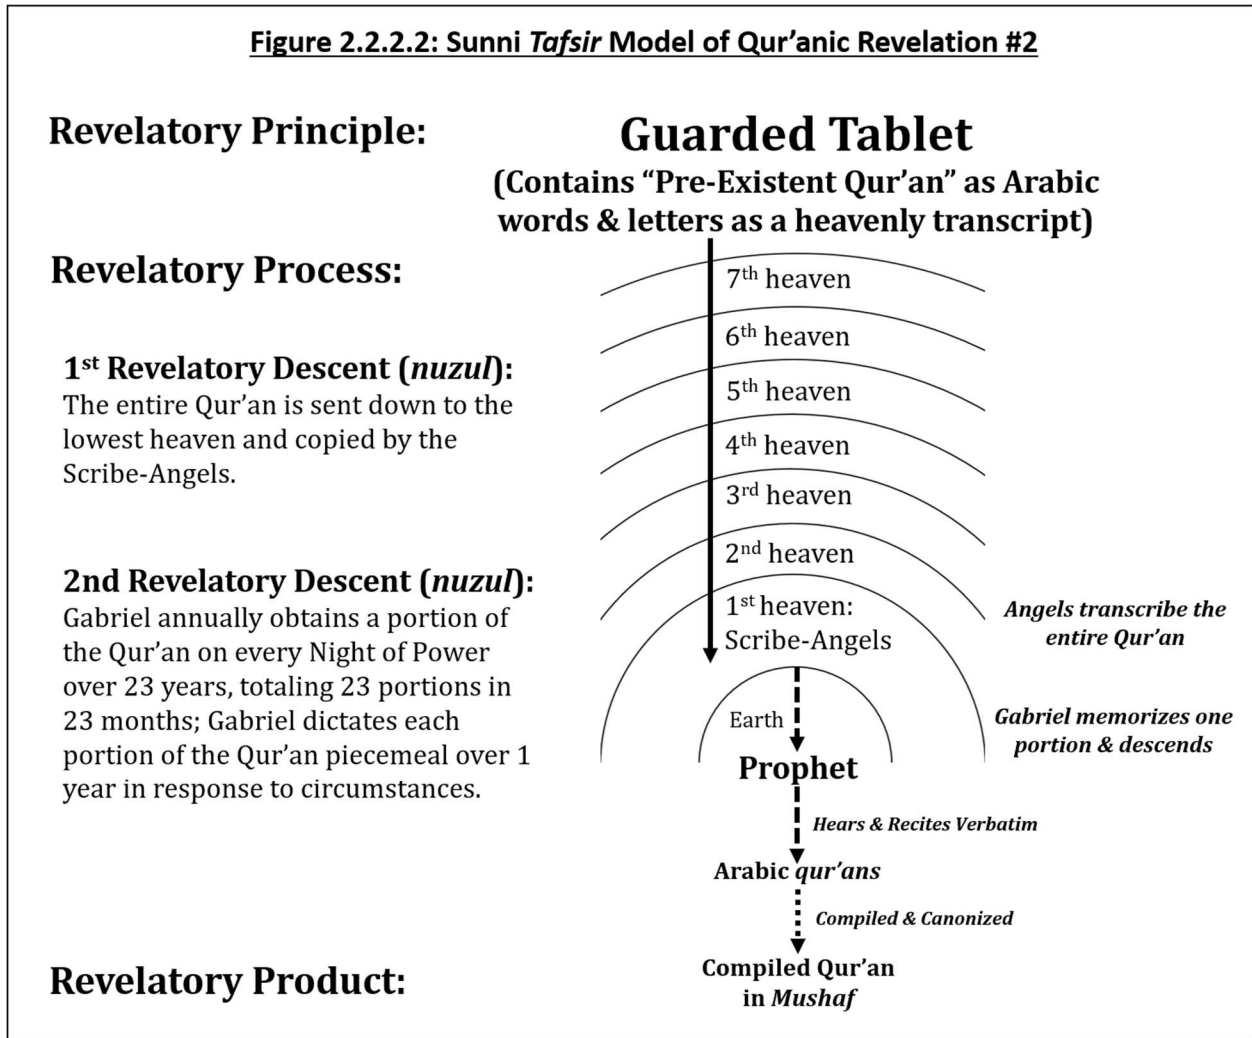 Figure 2.2.2.2: Sunni Tafsir Model of Qur’anic Revelation #2
Revelatory Principle:
Guarded Tablet
(Contains “Pre-Existent Qur’an” as Arabic
words & letters as a heavenly transcript)
Revelatory Process:
7th heaven
6th heaven
5th heaven
4th heaven
3rd heaven
2nd heaven
1st heaven:
Scribe-Angels
1st Revelatory Descent (nuzul):
The entire Qur’an is sent down to the
lowest heaven and copied by the
Scribe-Angels.
2nd Revelatory Descent (nuzul):
Gabriel annually obtains a portion of
the Qur’an on every Night of Power
over 23 years, totaling 23 portions in
23 months; Gabriel dictates each
portion of the Qur’an piecemeal over 1
year in response to circumstances.
Angels transcribe the
entire Qur’an
Earth
Gabriel memorizes one
portion & descends
Prophet
Hears & Recites Verbatim
Arabic qur’ans
Compiled & Canonized
Revelatory Product:
Compiled Qur’an
in Mushaf